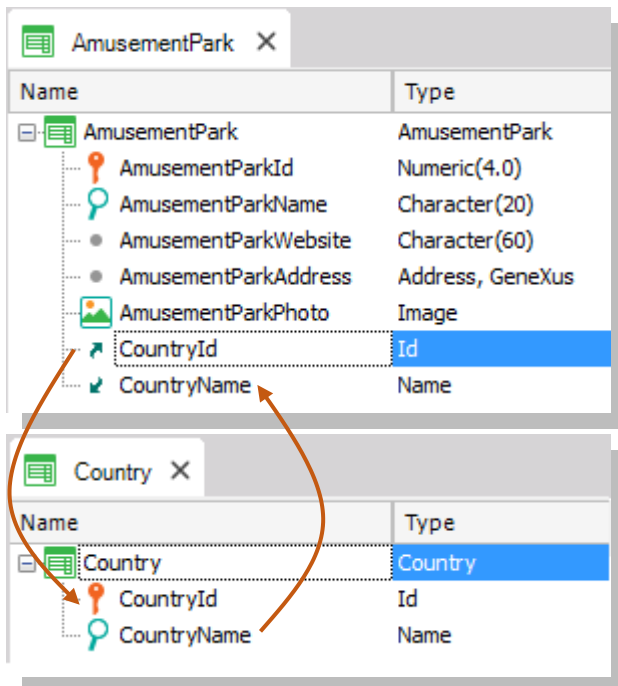 AmusementPark
Name Type
AmusementPark AmusementPark
AmusementParkId Numeric(4.0)
AmusementParkName Character(20)
AmusementParkWebsite Character(60)
AmusementParkAddress Address, GeneXus
AmusementParkPhoto Image
CountryId Id
CountryName Name
Country
Name Type
Country Country
CountryId Id
CountryName Name